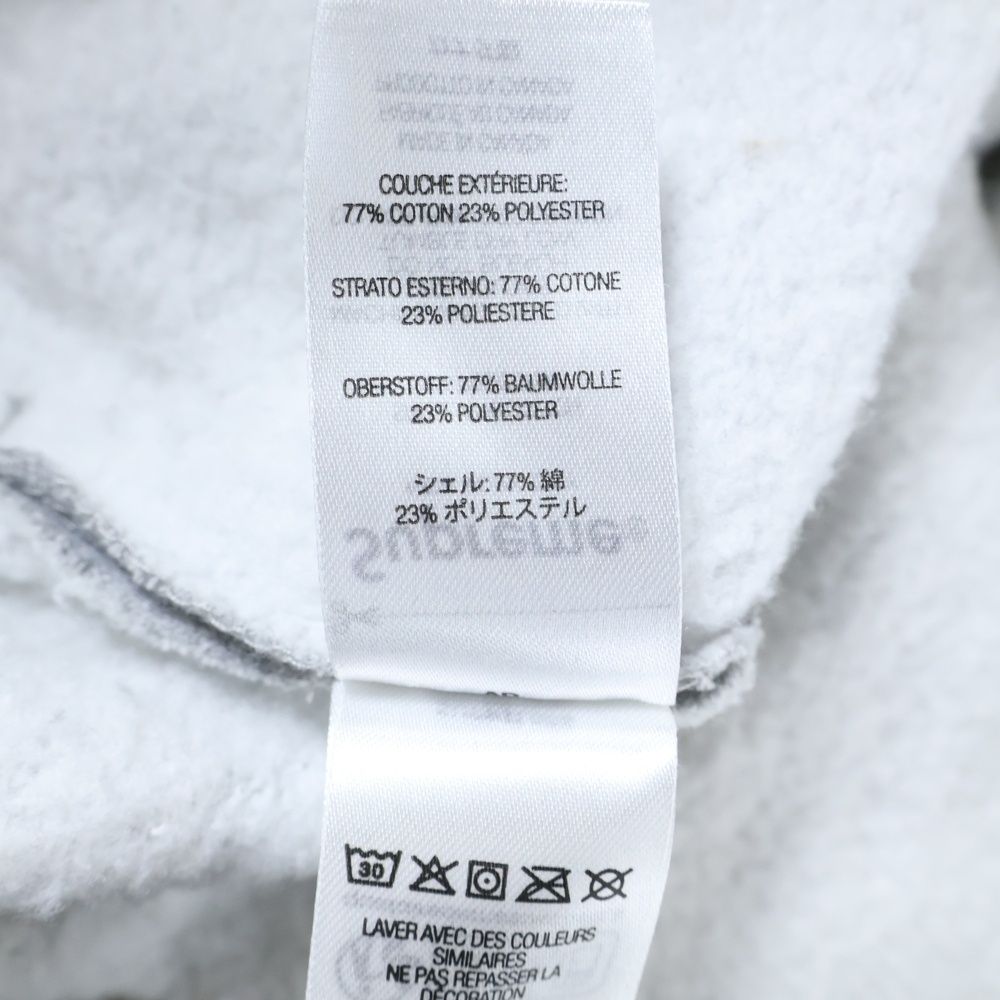 COUCHE EXTÉRIEURE:
77% COTON 23% POLYESTER
STRATO ESTERNO: 77% COTONE
23% POLIESTERE
OBERSTOFF: 77% BAUMWOLLE
23% POLYESTER
シェル: 77% 綿
23% ポリエステル
Supreme
30
LAVER AVEC DES COULEURS
SIMILAIRES
NE PAS REPASSER LA
DÉCORATION